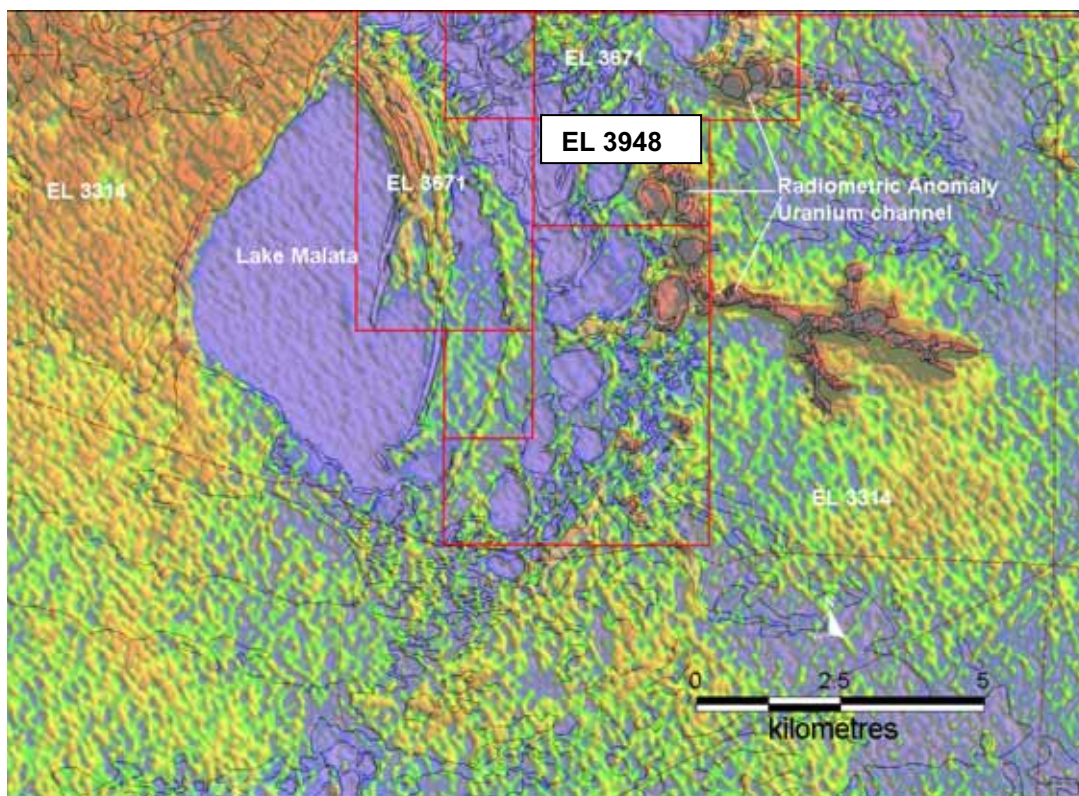 EL 3671
EL 3948
EL 3314
EL 3671
Radiometric Anomaly
Uranium channel
Lake Malata
EL 3314
0 2.5 5
kilometres